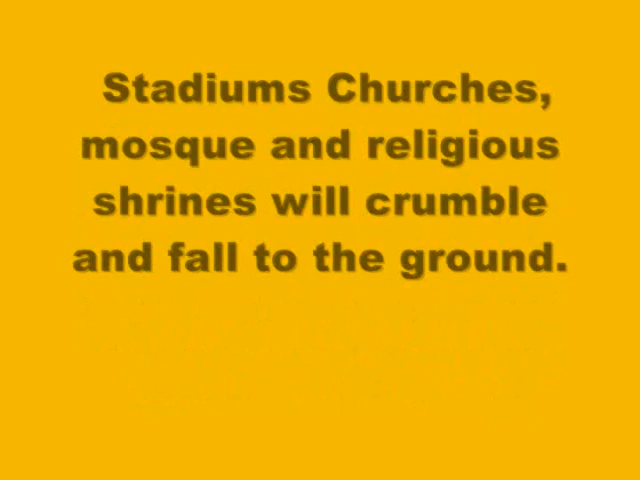 Stadiums Churches,
mosque and religious
shrines will crumble
and fall to the ground.